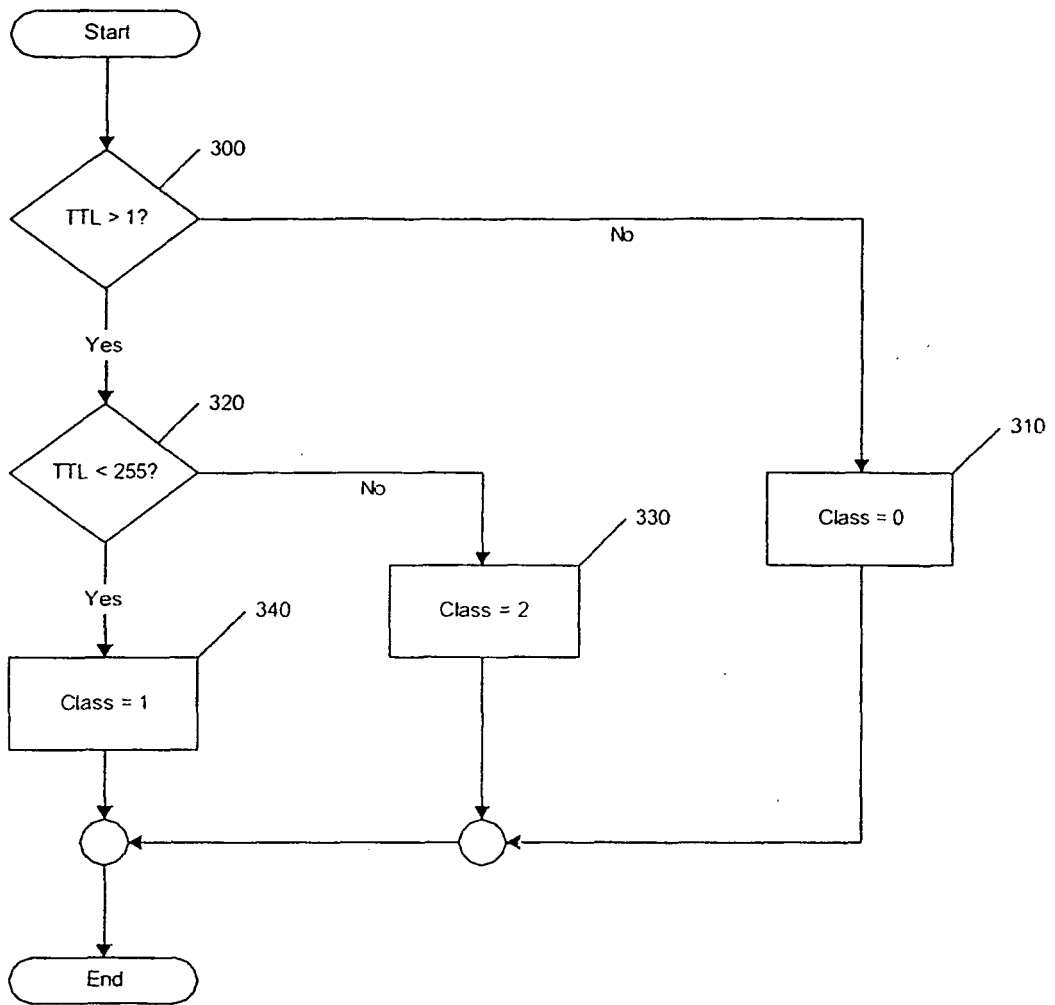 Start
300
TTL > 1?
No
Yes
320
TTL < 255?
No
310
Class = 0
330
Class = 2
Yes
340
Class = 1
End